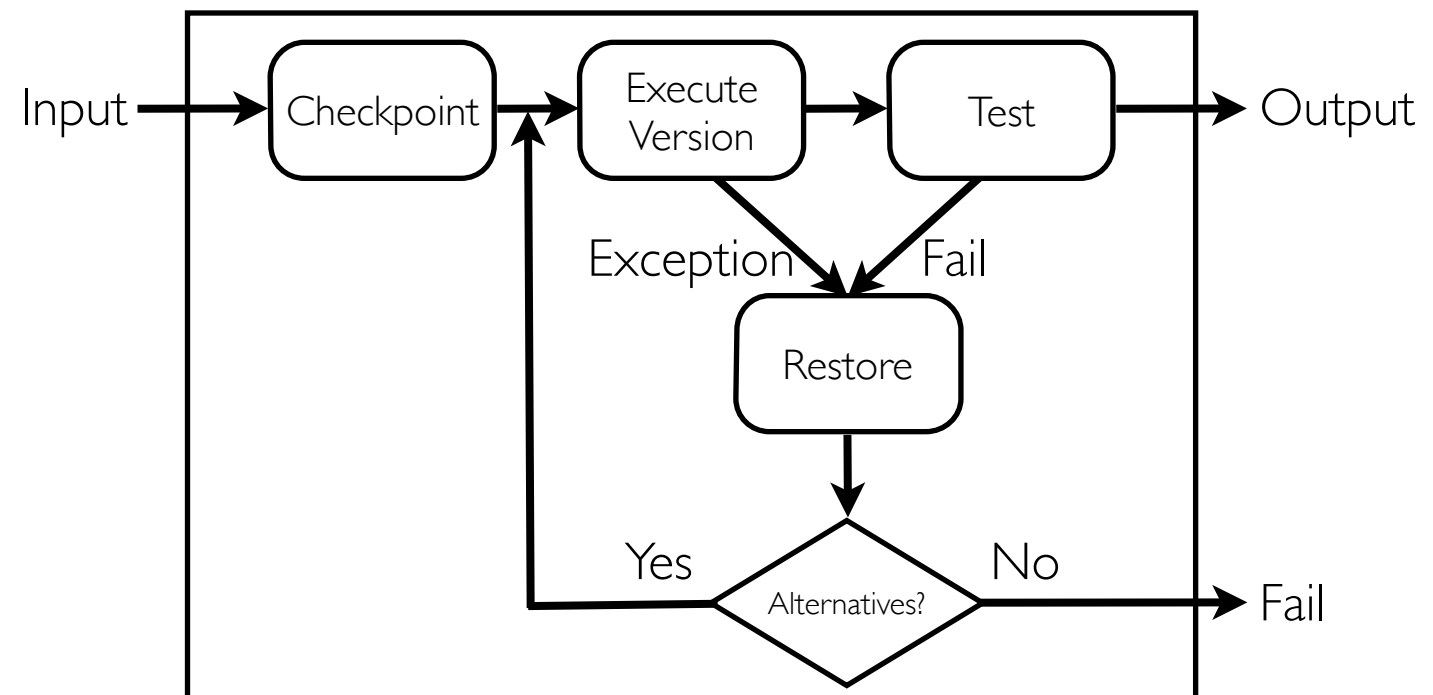 Input
Checkpoint
Execute
Version
Test
Output
Exception
Fail
Restore
Yes
No
Alternatives?
Fail